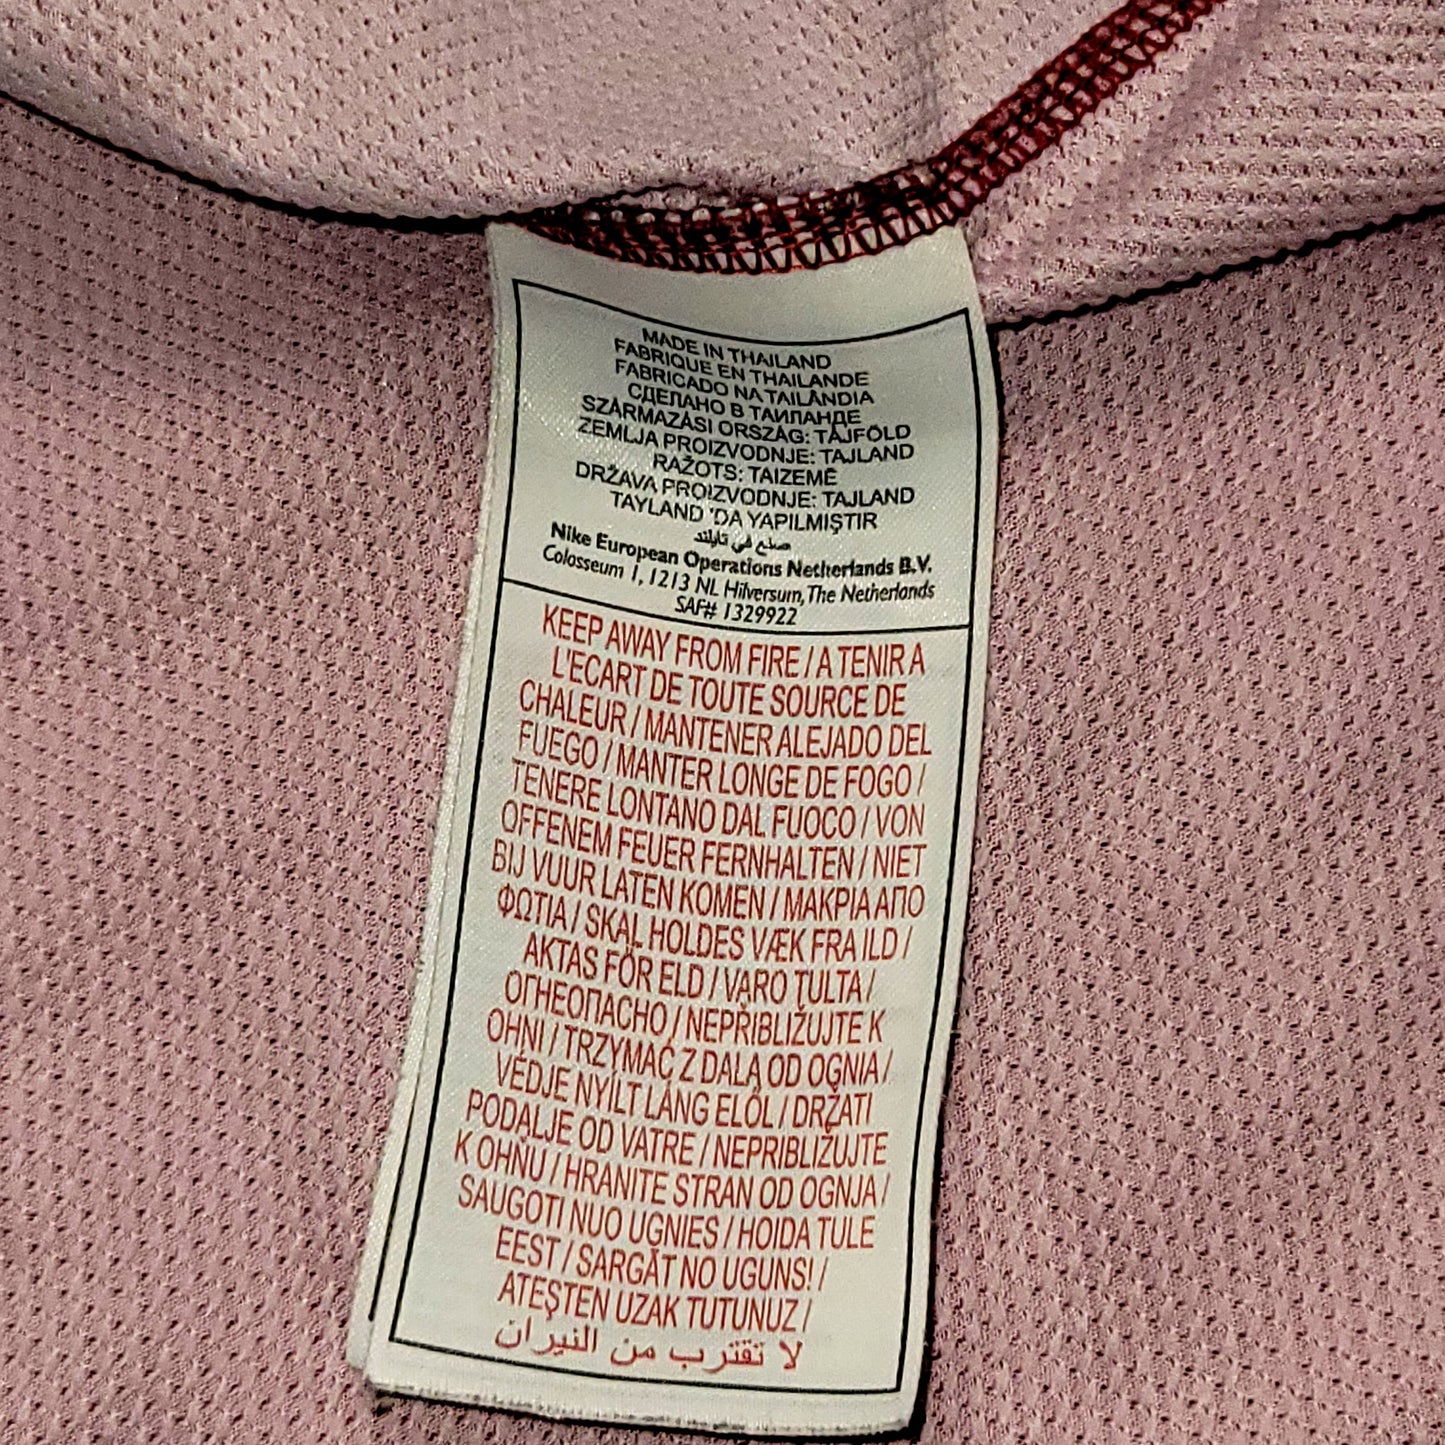 MADE IN THAILAND
FABRIQUE EN THAILANDE
FABRICADO NA TAILÂNDIA
СДЕЛАНО В ТАИЛАНДЕ
SZÁRMAZÁSI ORSZÁG: TÁJFÖLD
ZEMLJA PROIZVODNJE: TAJLAND
RAŽOTS: TAIZEMĒ
DRŽAVA PROIZVODNJE: TAJLAND
TAYLAND 'DA YAPILMIŞTIR
صنع في تايلند
Nike European Operations Netherlands B.V.
Colosseum 1, 1213 NL Hilversum, The Netherlands
SAF# 1329922
KEEP AWAY FROM FIRE / A TENIR A
L'ECART DE TOUTE SOURCE DE
CHALEUR / MANTENER ALEJADO DEL
FUEGO / MANTER LONGE DE FOGO /
TENERE LONTANO DAL FUOCO / VON
OFFENEM FEUER FERNHALTEN / NIET
BIJ VUUR LATEN KOMEN / ΜΑΚΡΙΑ ΑΠΟ
ΦΩΤΙΑ / SKAL HOLDES VÆK FRA ILD /
AKTAS FÖR ELD / VARO TULTA /
ОГНЕОПАСНО / NEPŘIBLIŽUJTE K
OHNI / TRZYMAĆ Z DALA OD OGNIA /
VÉDJE NYÍLT LÁNG ELŐL / DRŽATI
PODALJE OD VATRE / NEPRIBLIŽUJTE
K OHŇU / HRANITE STRAN OD OGNJA /
SAUGOTI NUO UGNIES / HOIDA TULE
EEST / SARGĀT NO UGUNS! /
ATEŞTEN UZAK TUTUNUZ /
لا تقترب من النيران